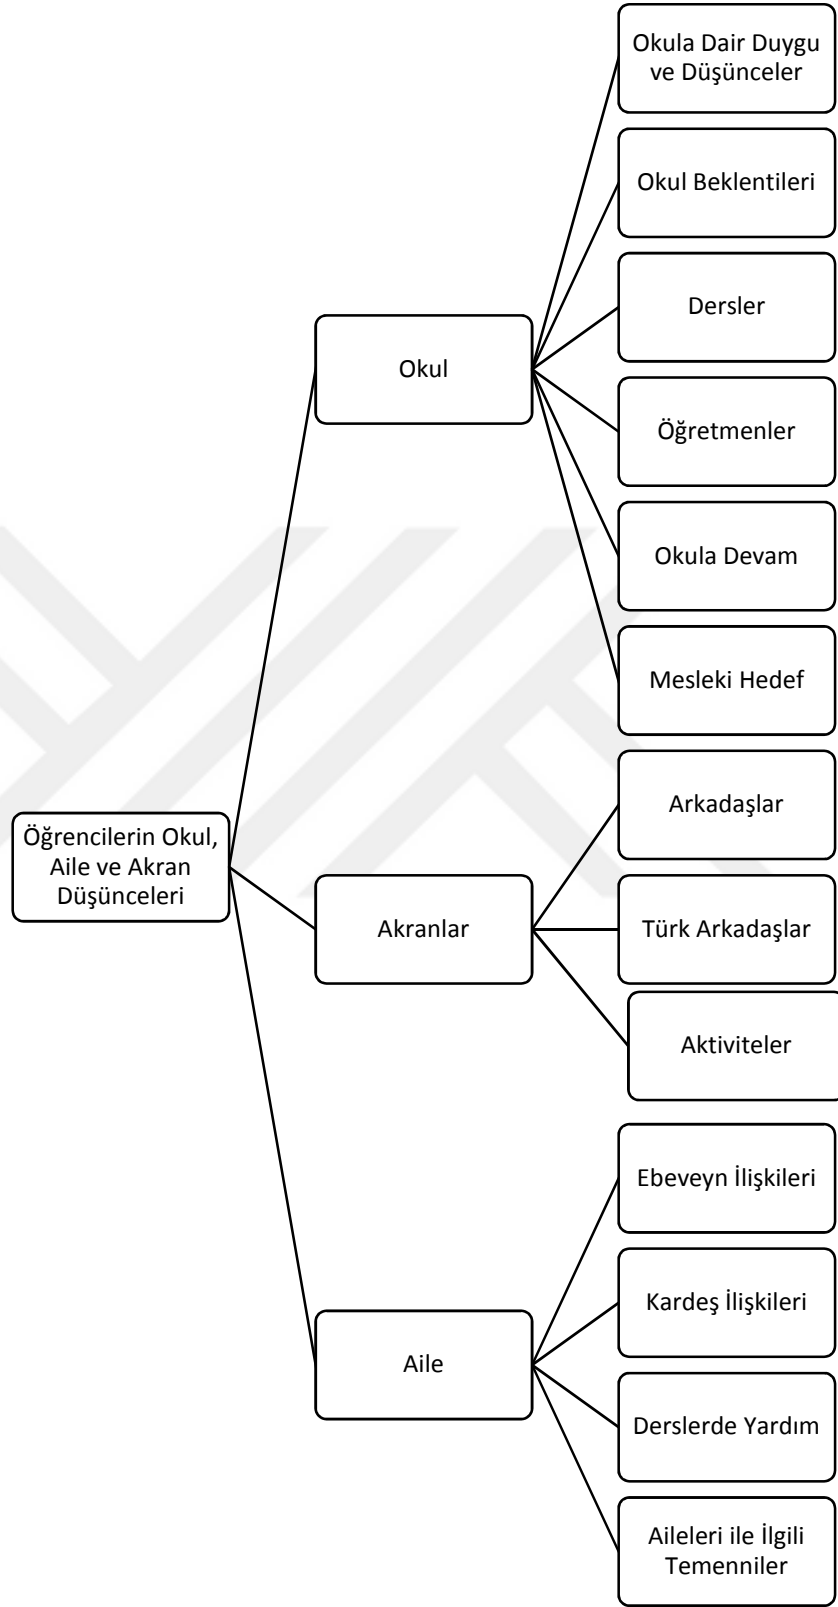 Öğrencilerin Okul,
Aile ve Akran
Düşünceleri
Okul
Okula Dair Duygu
ve Düşünceler
Okul Beklentileri
Dersler
Öğretmenler
Okula Devam
Mesleki Hedef
Akranlar
Arkadaşlar
Türk Arkadaşlar
Aktiviteler
Aile
Ebeveyn İlişkileri
Kardeş İlişkileri
Derslerde Yardım
Aileleri ile İlgili
Temenniler